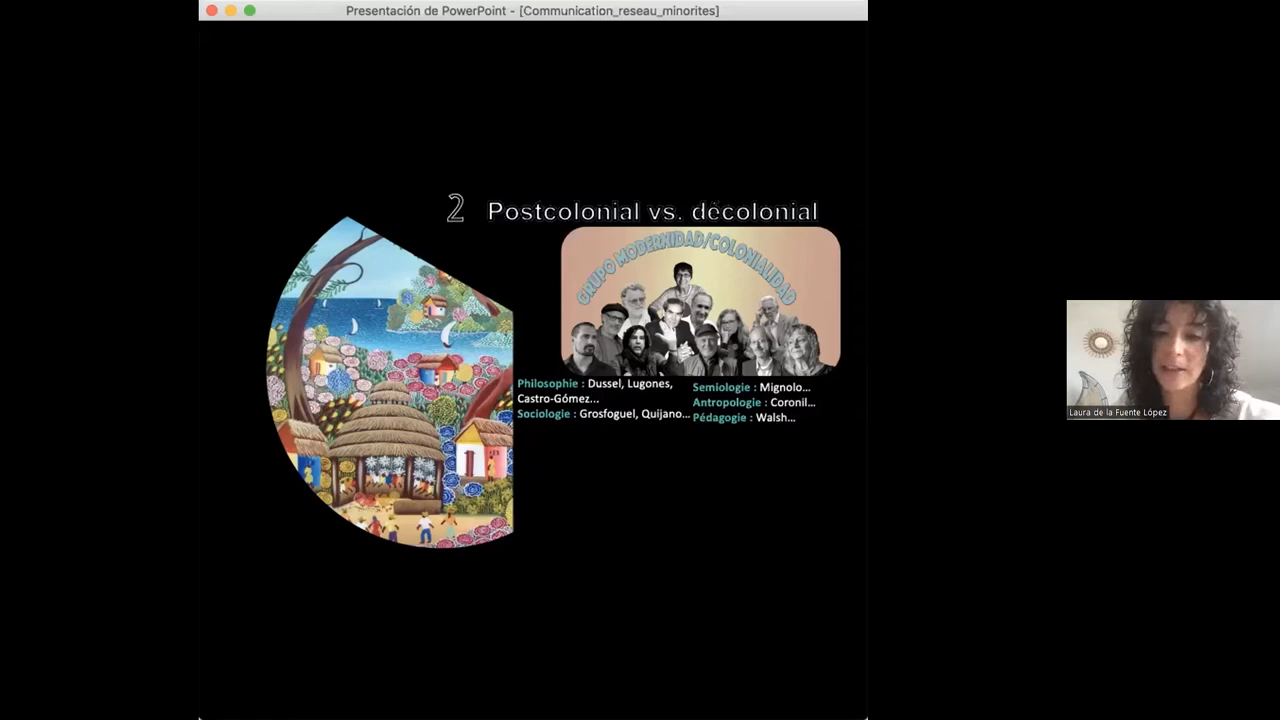 Presentación de PowerPoint - [Communication_reseau_minorites]
2 Postcolonial vs. décolonial
GRUPO MODERNIDAD/COLONIALIDAD
Philosophie : Dussel, Lugones,
Castro-Gómez...
Sociologie : Grosfoguel, Quijano...
Semiologie : Mignolo...
Antropologie : Coronil...
Pédagogie : Walsh...
Laura de la Fuente López